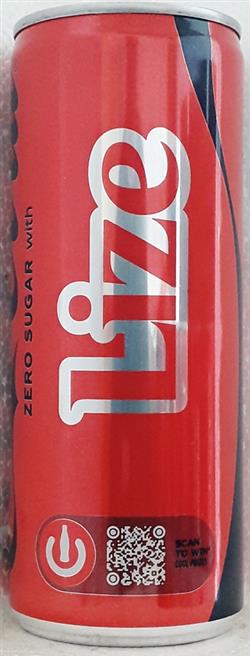 ZERO SUGAR with
Lize
SCAN
TO WIN*
COOL PRIZES